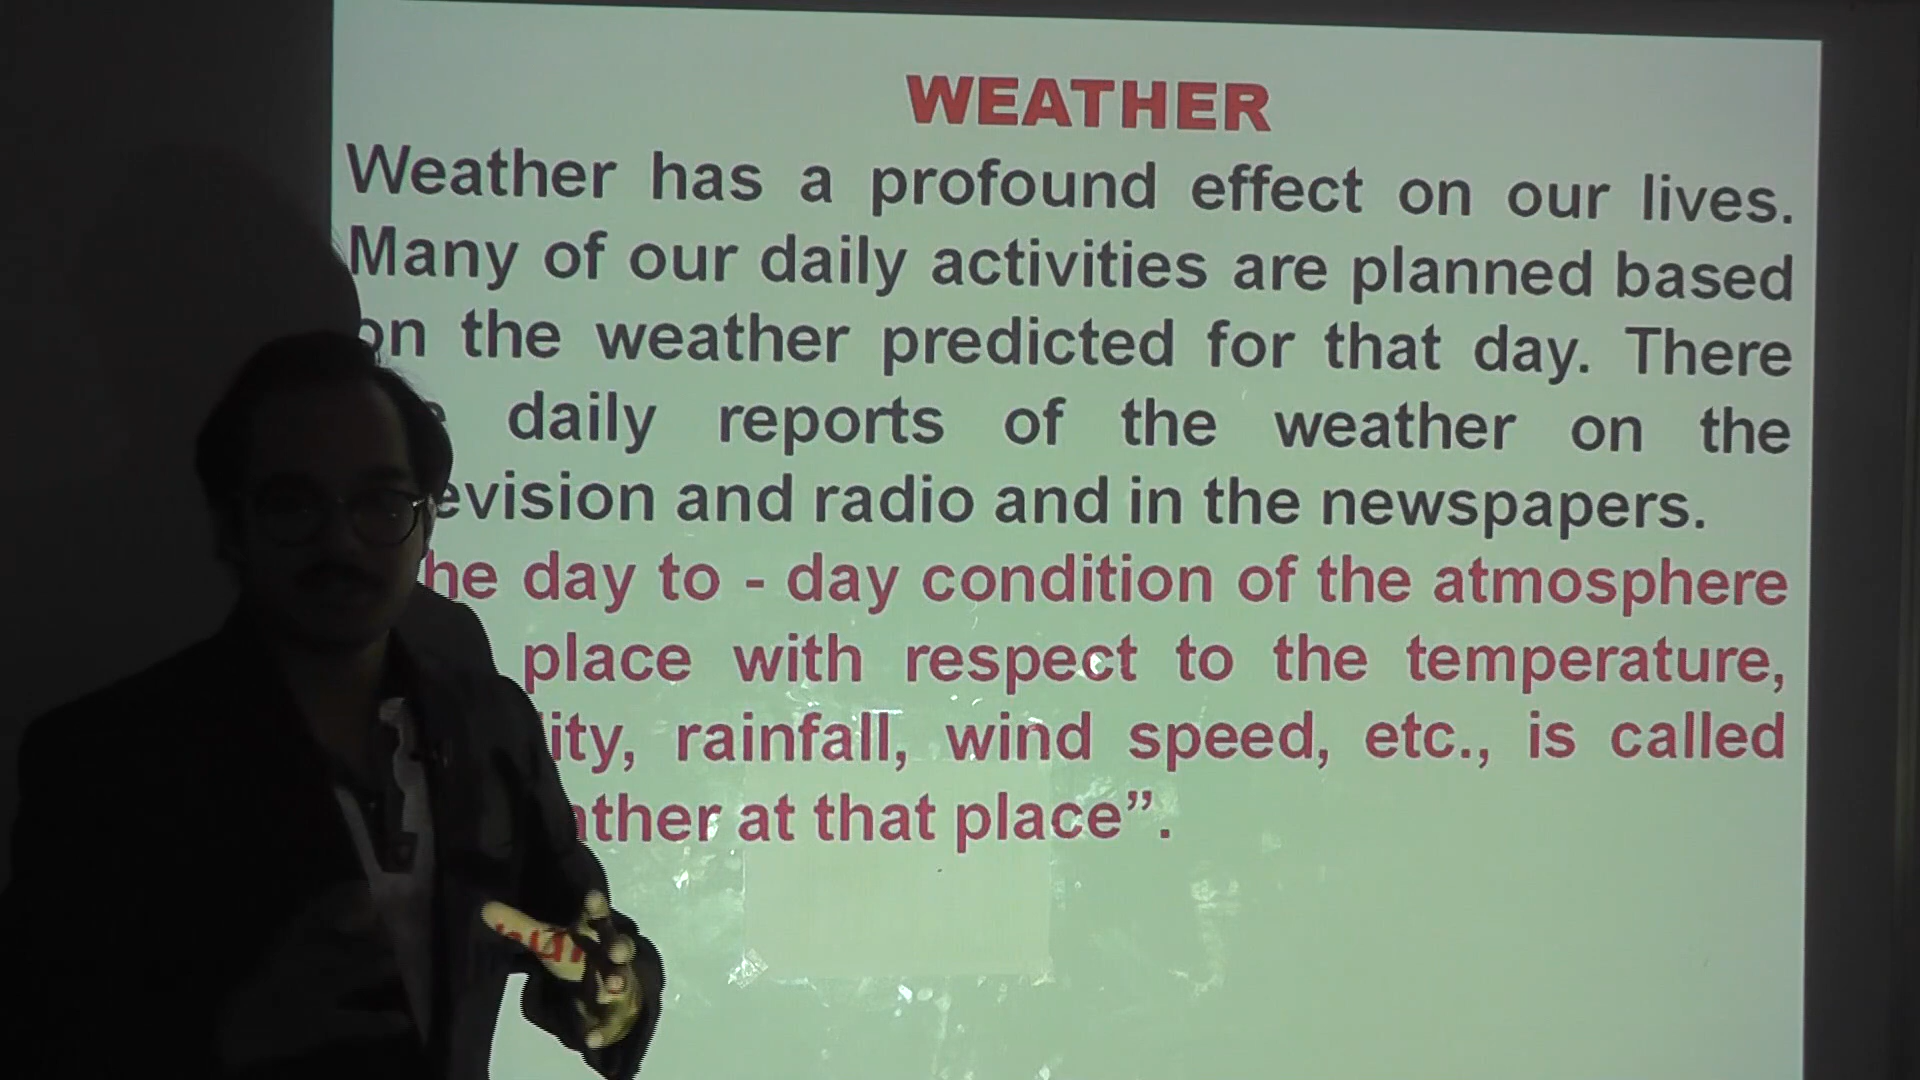 WEATHER
Weather has a profound effect on our lives.
Many of our daily activities are planned based
on the weather predicted for that day. There
daily reports of the weather on the
evision and radio and in the newspapers.
he day to - day condition of the atmosphere
place with respect to the temperature,
ity, rainfall, wind speed, etc., is called
ther at that place”.